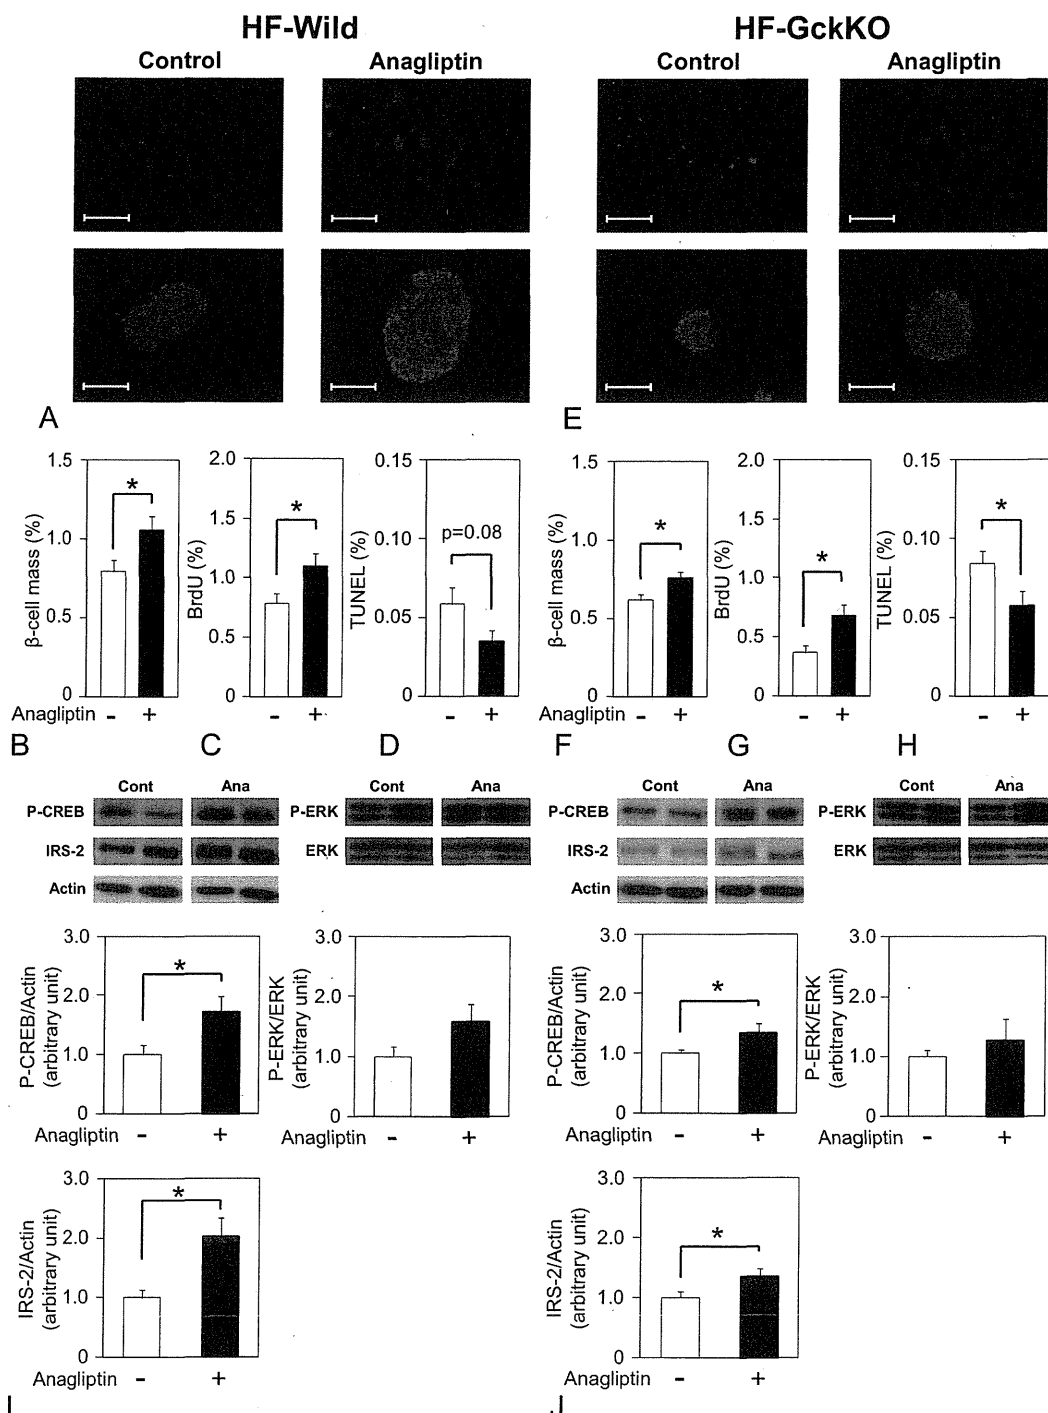 HF-Wild
HF-GckKO
Control
Anagliptin
Control
Anagliptin
A
E
β-cell mass (%)
1.5
1.0
0.5
0
*
BrdU (%)
2.0
1.5
1.0
0.5
0
*
TUNEL (%)
0.15
0.10
0.05
0
p=0.08
β-cell mass (%)
1.5
1.0
0.5
0
*
BrdU (%)
2.0
1.5
1.0
0.5
0
*
TUNEL (%)
0.15
0.10
0.05
0
*
Anagliptin - + - + - +
Anagliptin - + - + - +
B
C
D
F
G
H
Cont
Ana
P-CREB
IRS-2
Actin
Cont
Ana
P-ERK
ERK
Cont
Ana
P-CREB
IRS-2
Actin
Cont
Ana
P-ERK
ERK
P-CREB/Actin
(arbitrary unit)
3.0
2.0
1.0
0
*
Anagliptin - +
P-ERK/ERK
(arbitrary unit)
3.0
2.0
1.0
0
Anagliptin - +
P-CREB/Actin
(arbitrary unit)
3.0
2.0
1.0
0
*
Anagliptin - +
P-ERK/ERK
(arbitrary unit)
3.0
2.0
1.0
0
Anagliptin - +
IRS-2/Actin
(arbitrary unit)
3.0
2.0
1.0
0
*
Anagliptin - +
IRS-2/Actin
(arbitrary unit)
3.0
2.0
1.0
0
*
Anagliptin - +
I
J